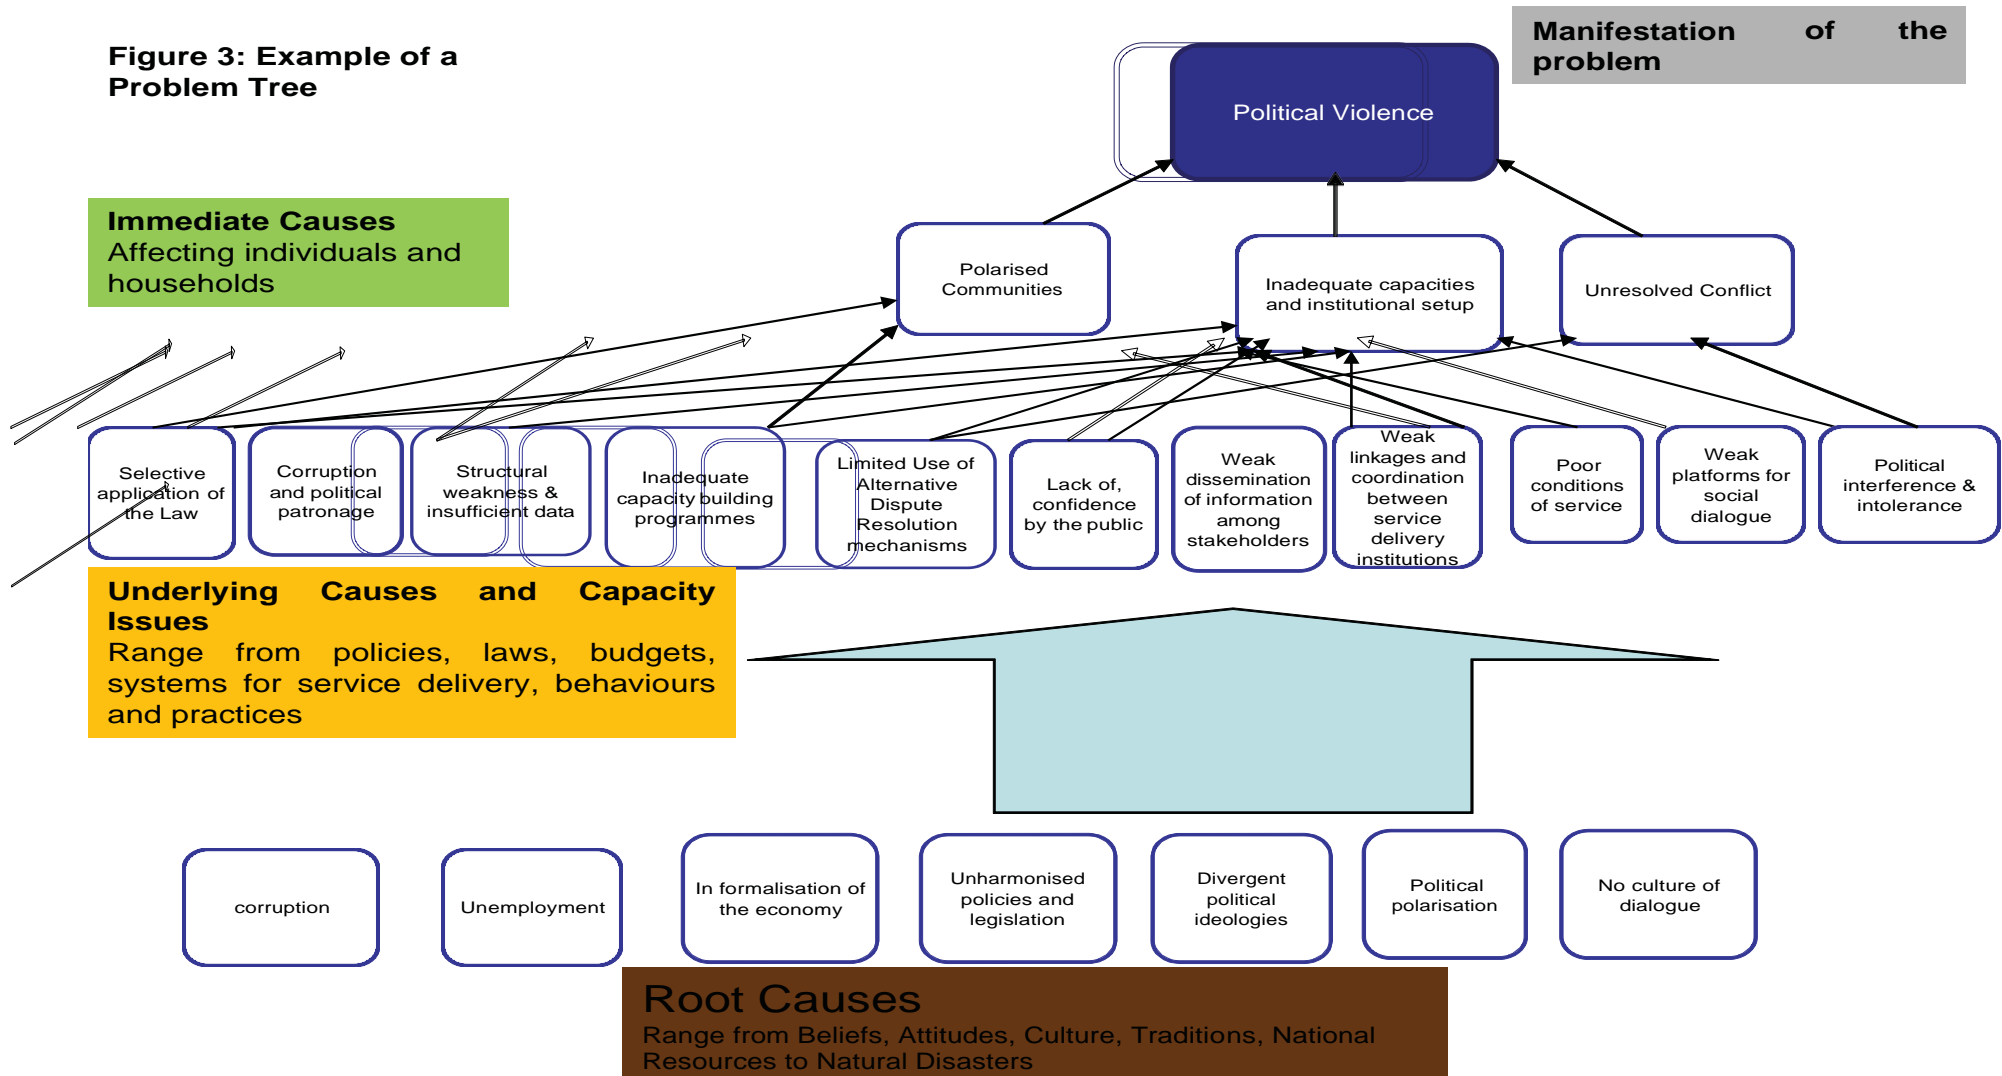 Figure 3: Example of a
Problem Tree
Manifestation of the
problem
Political Violence
Immediate Causes
Affecting individuals and
households
Polarised
Communities
Inadequate capacities
and institutional setup
Unresolved Conflict
Selective
application of
the Law
Corruption
and political
patronage
Structural
weakness &
insufficient data
Inadequate
capacity building
programmes
Limited Use of
Alternative
Dispute
Resolution
mechanisms
Lack of,
confidence
by the public
Weak
dissemination
of information
among
stakeholders
Weak
linkages and
coordination
between
service
delivery
institutions
Poor
conditions
of service
Weak
platforms for
social
dialogue
Political
interference &
intolerance
Underlying Causes and Capacity
Issues
Range from policies, laws, budgets,
systems for service delivery, behaviours
and practices
corruption
Unemployment
In formalisation of
the economy
Unharmonised
policies and
legislation
Divergent
political
ideologies
Political
polarisation
No culture of
dialogue
Root Causes
Range from Beliefs, Attitudes, Culture, Traditions, National
Resources to Natural Disasters